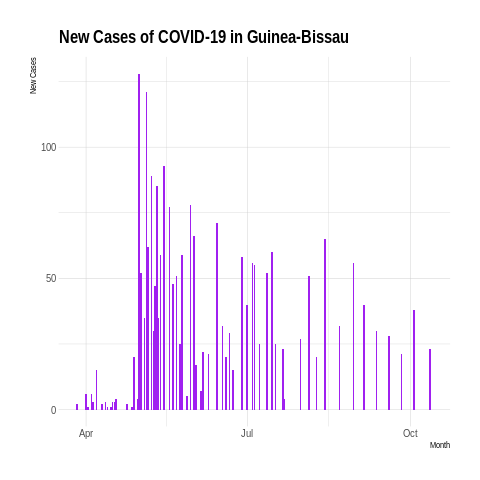 New Cases of COVID-19 in Guinea-Bissau
New Cases
100
50
0
Apr
Jul
Oct
Month